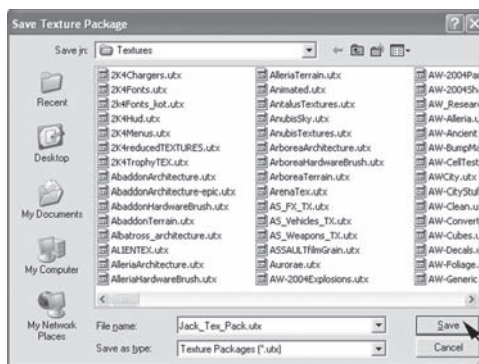 Save Texture Package
Save in: Textures
Recent
Desktop
My Documents
My Computer
My Network Places
2K4Chargers.utx
2K4Fonts.utx
2K4Fonts_kot.utx
2K4Hud.utx
2K4Menus.utx
2K4reducedTEXTURES.utx
2K4TrophyTEX.utx
AbaddonArchitecture.utx
AbaddonArchitecture-epic.utx
AbaddonHardwareBrush.utx
AbaddonTerrain.utx
Albatross_architecture.utx
ALIENTEX.utx
AlleriaArchitecture.utx
AlleriaHardwareBrush.utx
AlleriaTerrain.utx
Animated.utx
AntalusTextures.utx
AnubisSky.utx
AnubisTextures.utx
ArboreaArchitecture.utx
ArboreaHardwareBrush.utx
ArboreaTerrain.utx
ArenaTex.utx
AS_FX_TX.utx
AS_Vehicles_TX.utx
AS_Weapons_TX.utx
ASSAULTfilmGrain.utx
Aurorae.utx
AW-2004Explosions.utx
AW-2004Par
AW-2004Sh
AW_Resear
AW-Alleria.u
AW-Ancient
AW-BumpMa
AW-CellTest
AWCity.utx
AW-CityStuf
AW-Clean.u
AW-Convert
AW-Cubes.u
AW-Decals.u
AW-Foliage.
AW-Generic
File name: Jack_Tex_Pack.utx
Save
Save as type: Texture Packages (*.utx)
Cancel